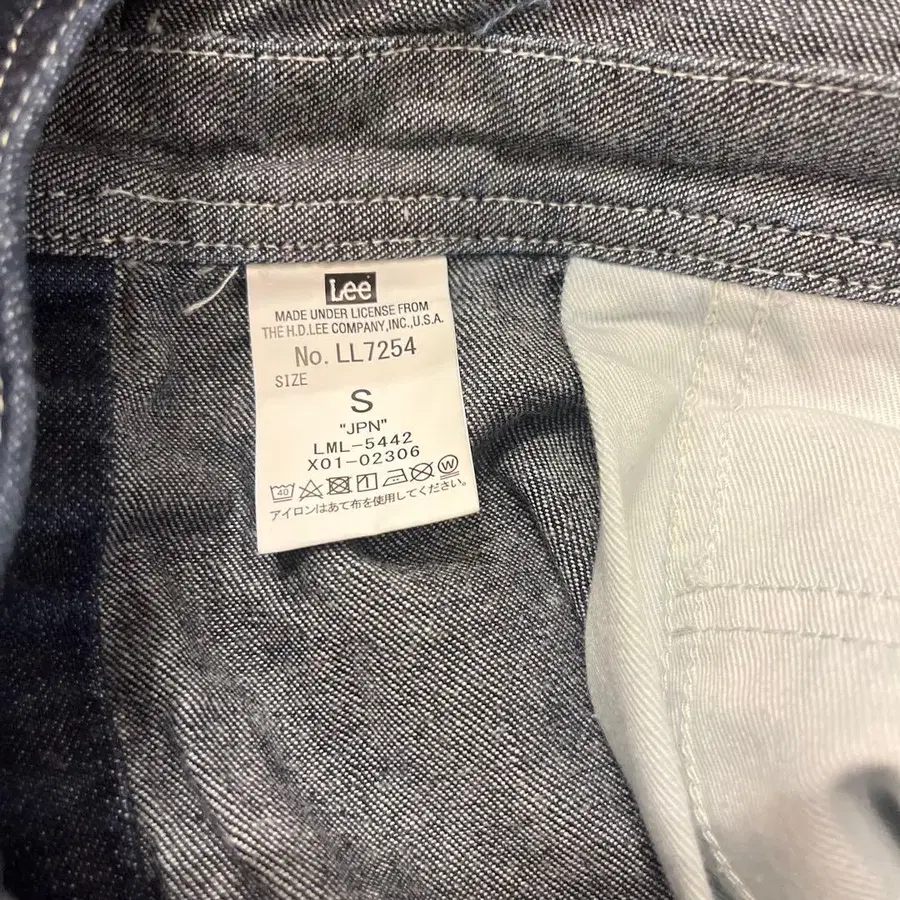 Lee
MADE UNDER LICENSE FROM
THE H.D.LEE COMPANY,INC.,U.S.A.
No. LL7254
SIZE
S
"JPN"
LML-5442
X01-02306
40 W
アイロンはあて布を使用してください。